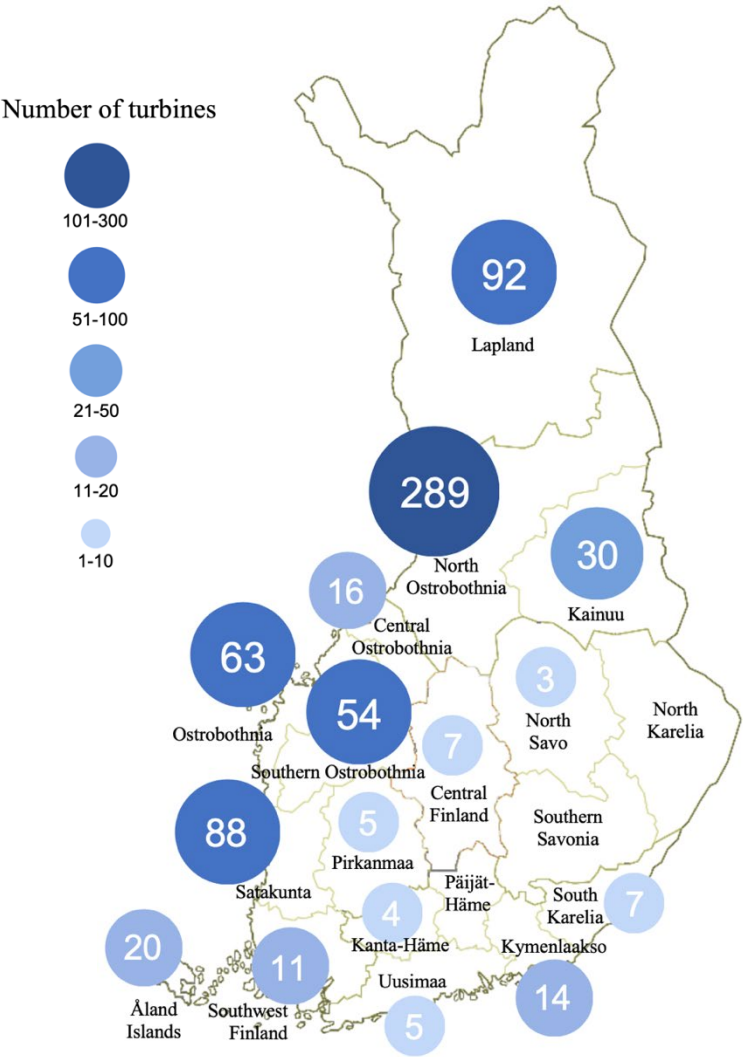 Number of turbines
101-300
51-100
21-50
11-20
1-10
92
Lapland
289
North
Ostrobothnia
30
Kainuu
16
Central
Ostrobothnia
63
Ostrobothnia
54
Southern Ostrobothnia
3
North
Savo
North
Karelia
7
Central
Finland
88
Satakunta
5
Pirkanmaa
Southern
Savonia
Päijät-
Häme
4
Kanta-Häme
South
Karelia
7
Kymenlaakso
14
20
Åland
Islands
11
Southwest
Finland
Uusimaa
5